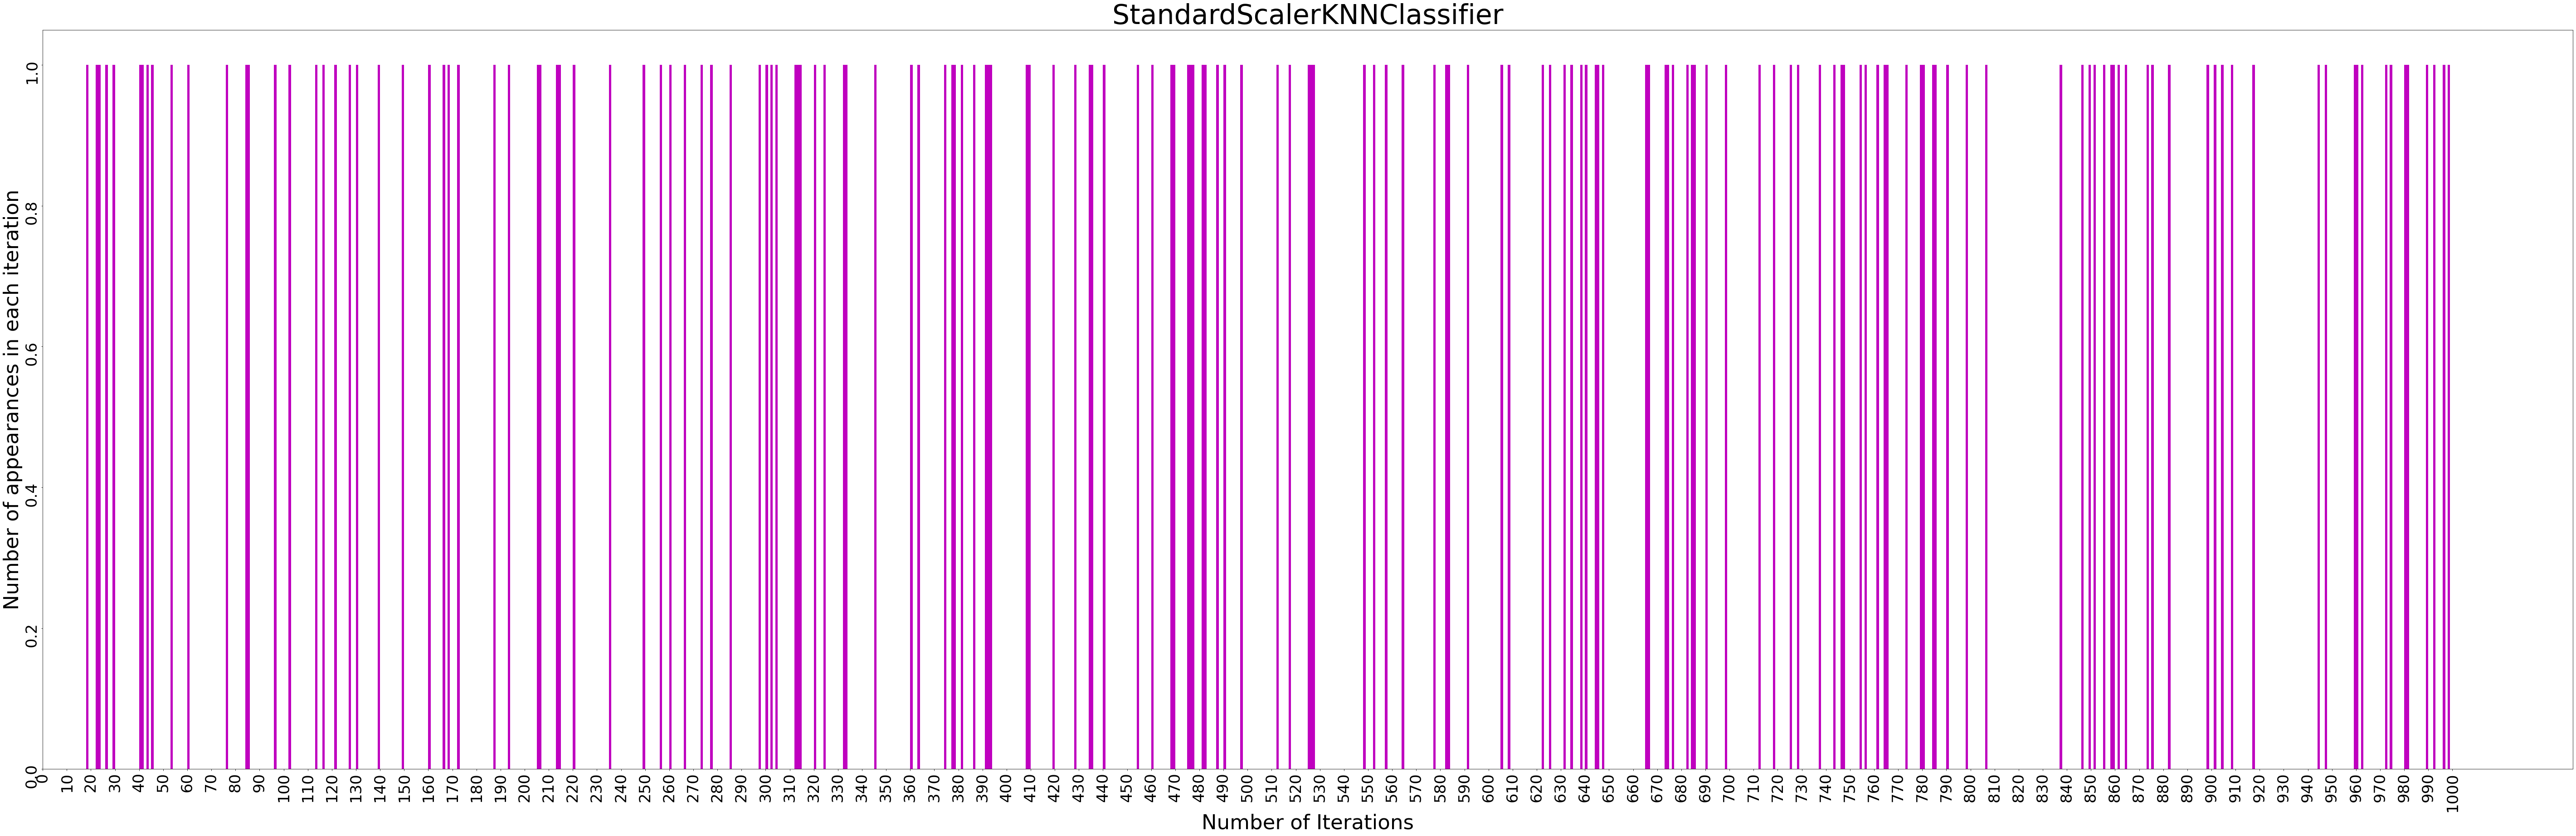 StandardScalerKNNClassifier
Number of appearances in each iteration
1.0
0.8
0.6
0.4
0.2
0.0
0 10 20 30 40 50 60 70 80 90 100 110 120 130 140 150 160 170 180 190 200 210 220 230 240 250 260 270 280 290 300 310 320 330 340 350 360 370 380 390 400 410 420 430 440 450 460 470 480 490 500 510 520 530 540 550 560 570 580 590 600 610 620 630 640 650 660 670 680 690 700 710 720 730 740 750 760 770 780 790 800 810 820 830 840 850 860 870 880 890 900 910 920 930 940 950 960 970 980 990 1000
Number of Iterations